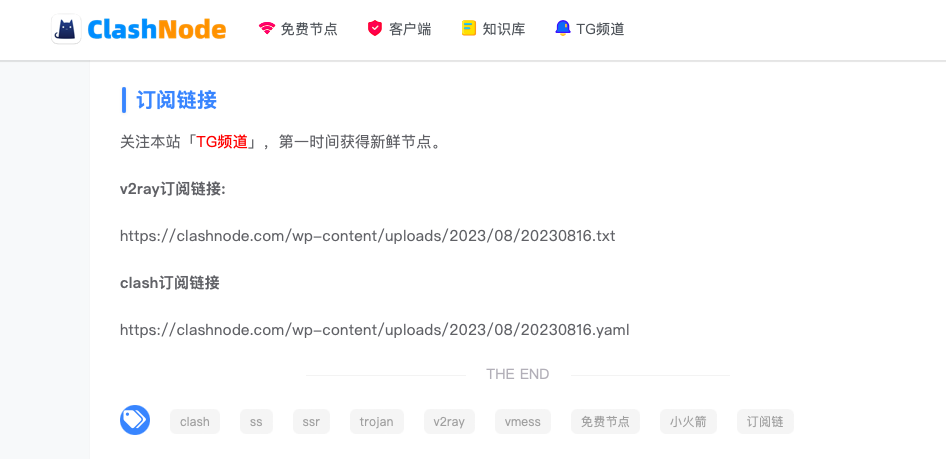 ClashNode 免费节点 客户端 知识库 TG频道
订阅链接
关注本站「TG频道」，第一时间获得新鲜节点。
v2ray订阅链接:
https://clashnode.com/wp-content/uploads/2023/08/20230816.txt
clash订阅链接
https://clashnode.com/wp-content/uploads/2023/08/20230816.yaml
THE END
clash ss ssr trojan v2ray vmess 免费节点 小火箭 订阅链